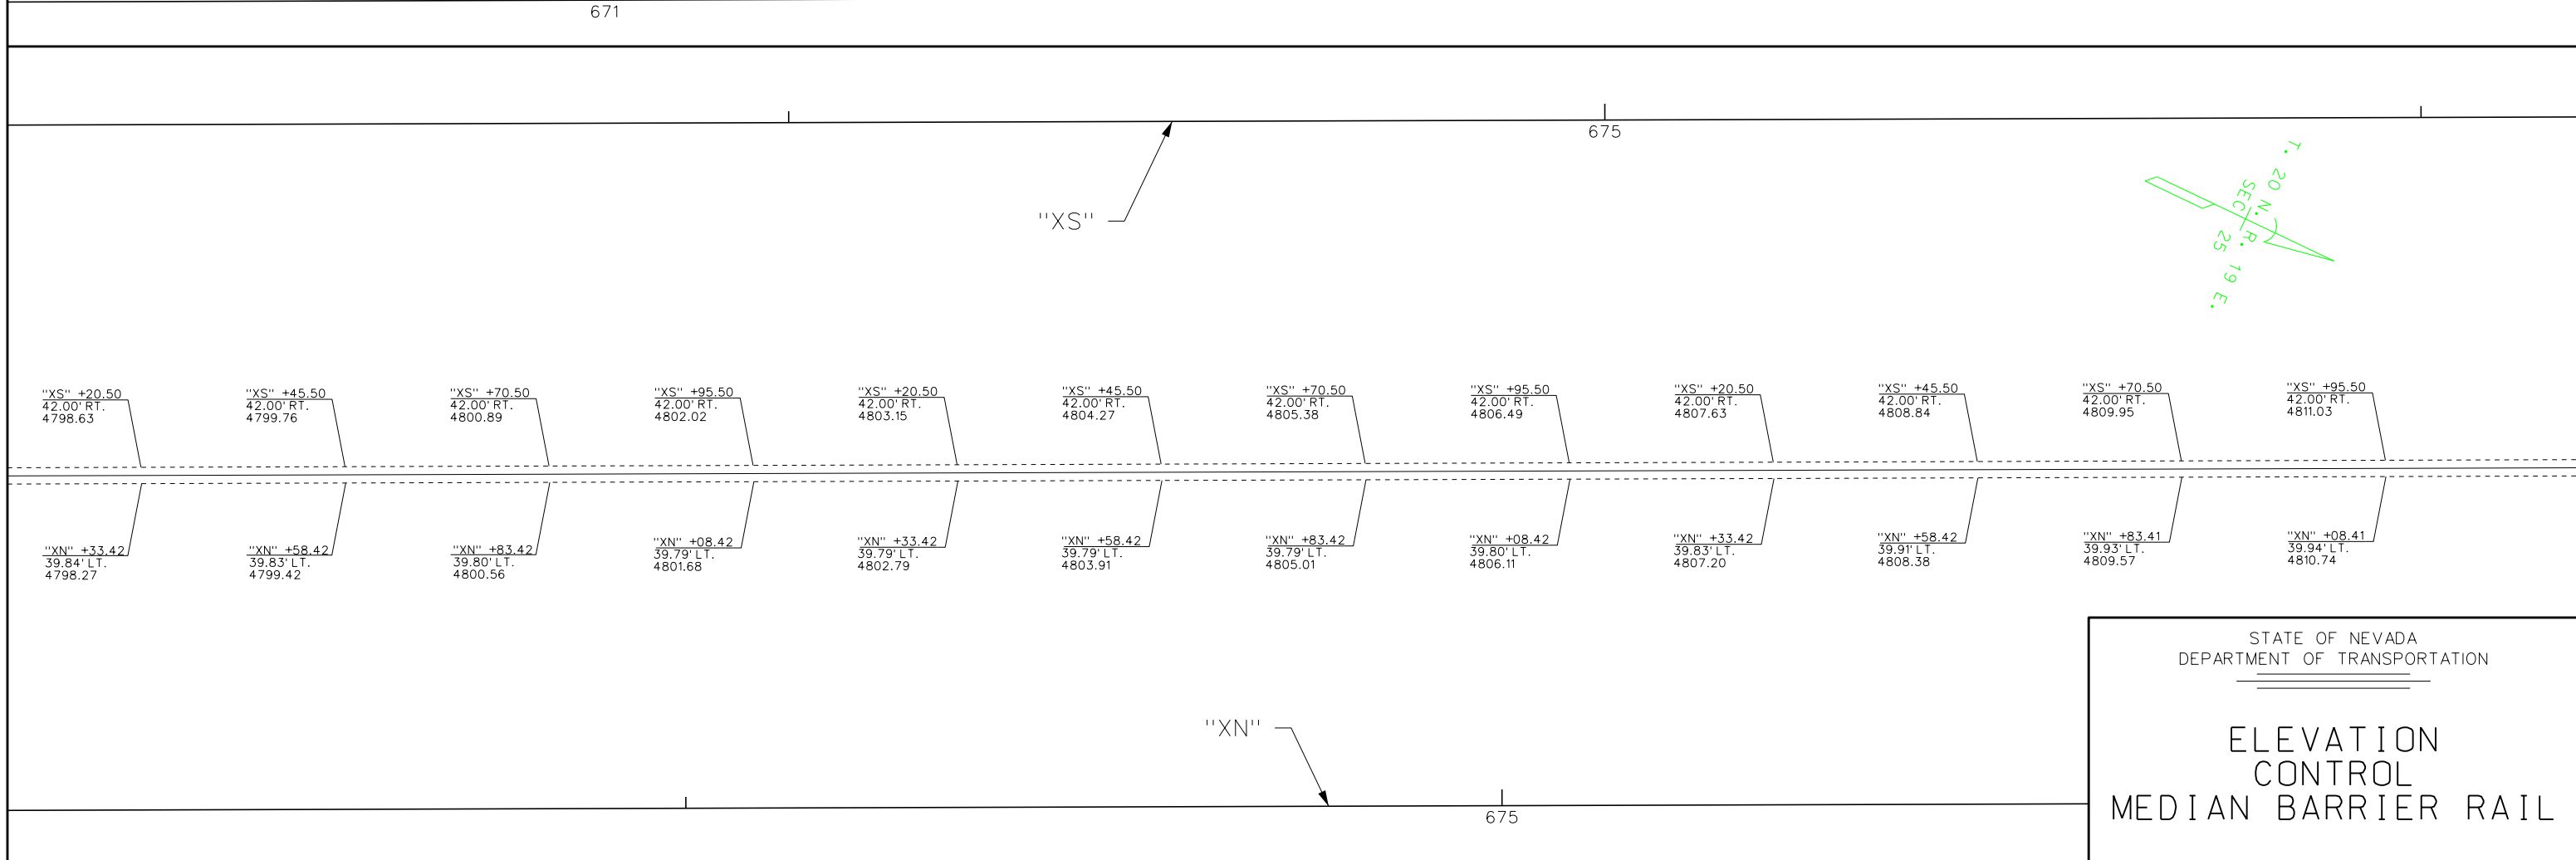 671
675
"XS"
T. 20 N. R. 19 E.
SEC 25
"XS" +20.50
42.00' RT.
4798.63
"XS" +45.50
42.00' RT.
4799.76
"XS" +70.50
42.00' RT.
4800.89
"XS" +95.50
42.00' RT.
4802.02
"XS" +20.50
42.00' RT.
4803.15
"XS" +45.50
42.00' RT.
4804.27
"XS" +70.50
42.00' RT.
4805.38
"XS" +95.50
42.00' RT.
4806.49
"XS" +20.50
42.00' RT.
4807.63
"XS" +45.50
42.00' RT.
4808.84
"XS" +70.50
42.00' RT.
4809.95
"XS" +95.50
42.00' RT.
4811.03
"XN" +33.42
39.84' LT.
4798.27
"XN" +58.42
39.83' LT.
4799.42
"XN" +83.42
39.80' LT.
4800.56
"XN" +08.42
39.79' LT.
4801.68
"XN" +33.42
39.79' LT.
4802.79
"XN" +58.42
39.79' LT.
4803.91
"XN" +83.42
39.79' LT.
4805.01
"XN" +08.42
39.80' LT.
4806.11
"XN" +33.42
39.83' LT.
4807.20
"XN" +58.42
39.91' LT.
4808.38
"XN" +83.41
39.93' LT.
4809.57
"XN" +08.41
39.94' LT.
4810.74
"XN"
675
STATE OF NEVADA
DEPARTMENT OF TRANSPORTATION
ELEVATION
CONTROL
MEDIAN BARRIER RAIL